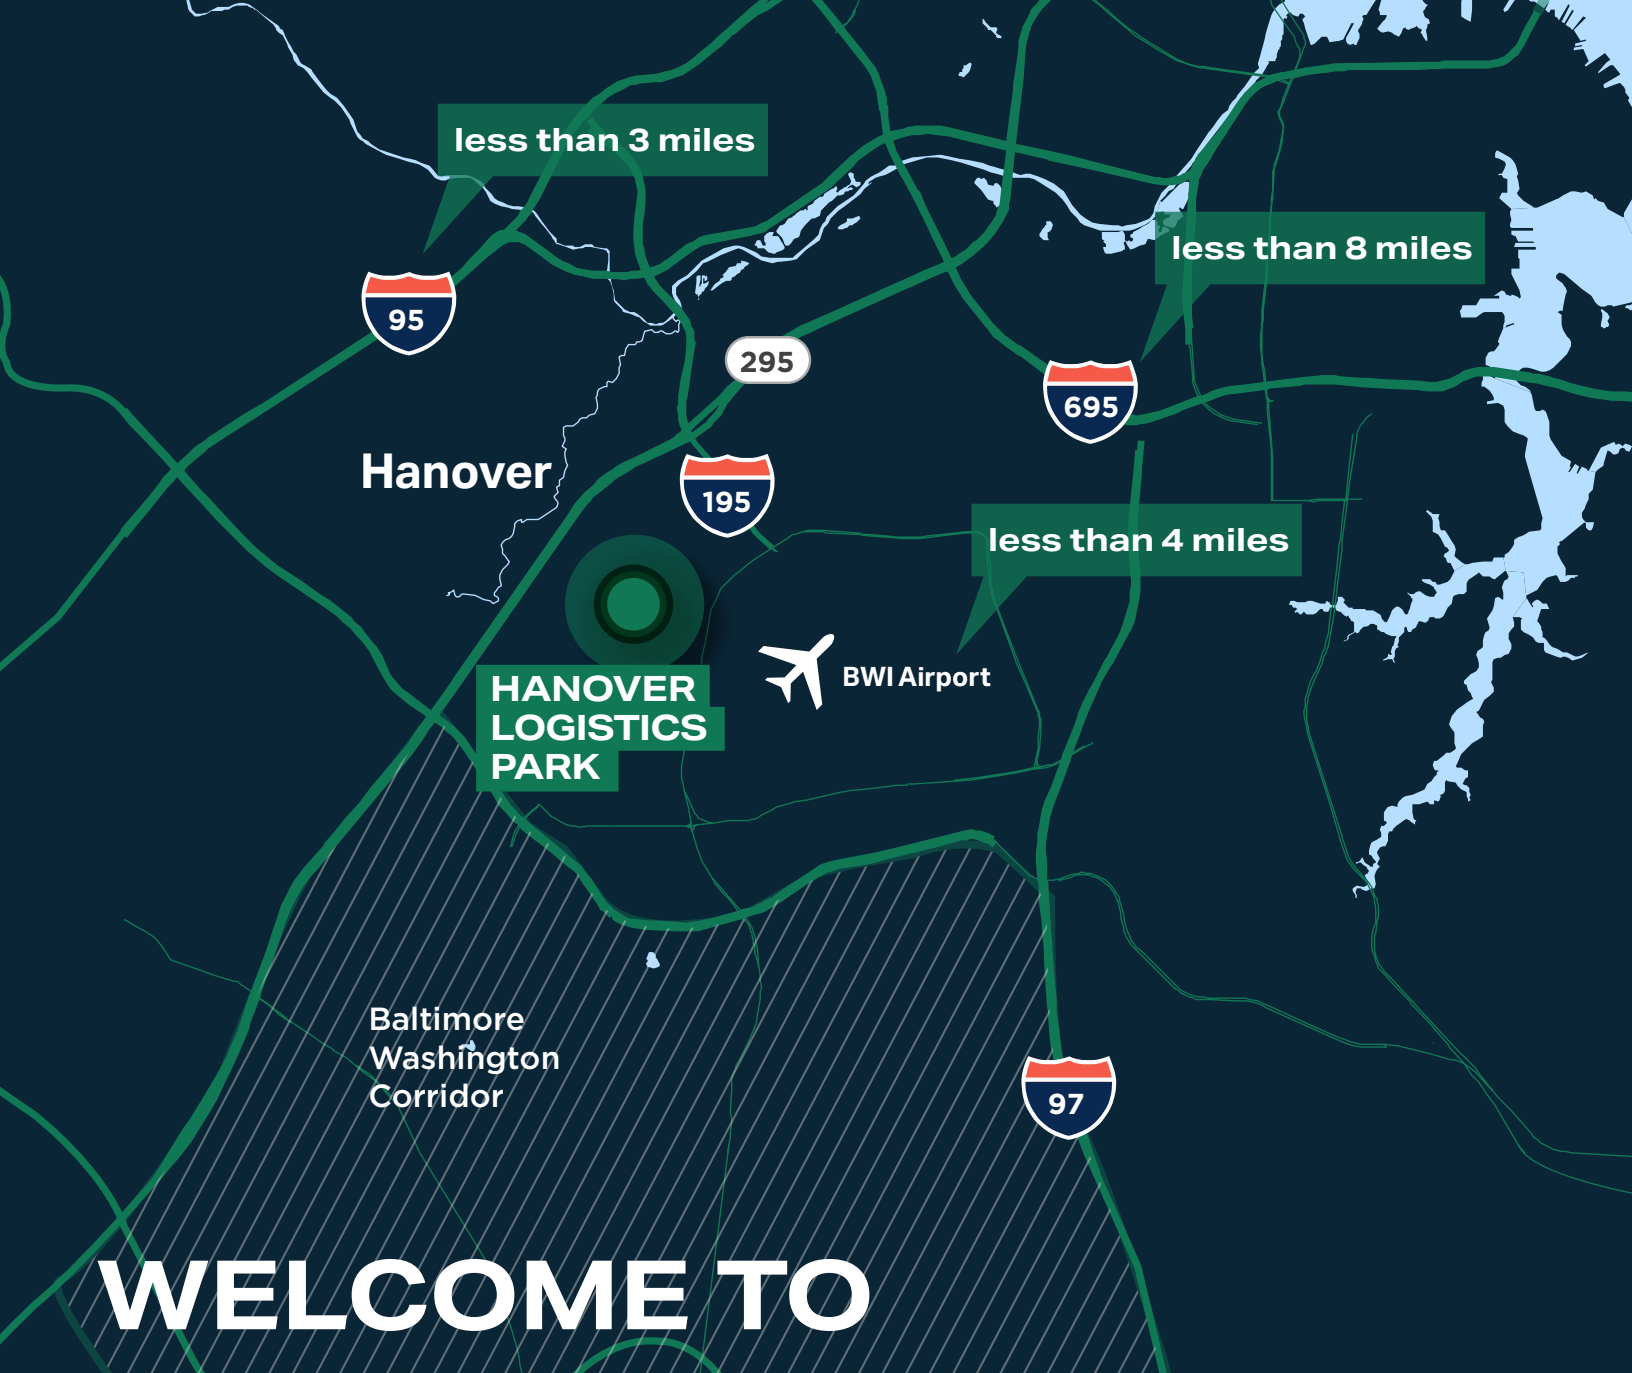 less than 3 miles
less than 8 miles
95
295
695
Hanover
195
less than 4 miles
BWI Airport
HANOVER
LOGISTICS
PARK
Baltimore
Washington
Corridor
97
WELCOME TO